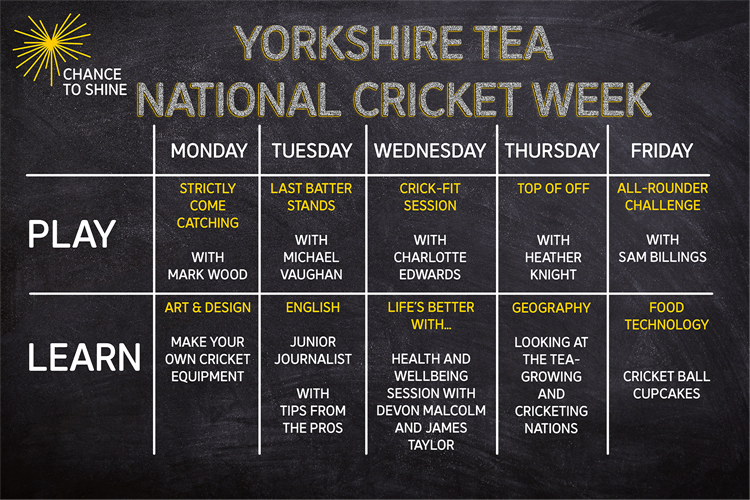 CHANCE
TO SHINE
YORKSHIRE TEA
NATIONAL CRICKET WEEK
MONDAY
TUESDAY
WEDNESDAY
THURSDAY
FRIDAY
PLAY
STRICTLY
COME
CATCHING
WITH
MARK WOOD
LAST BATTER
STANDS
WITH
MICHAEL
VAUGHAN
CRICK-FIT
SESSION
WITH
CHARLOTTE
EDWARDS
TOP OF OFF
WITH
HEATHER
KNIGHT
ALL-ROUNDER
CHALLENGE
WITH
SAM BILLINGS
LEARN
ART & DESIGN
MAKE YOUR
OWN CRICKET
EQUIPMENT
ENGLISH
JUNIOR
JOURNALIST
WITH
TIPS FROM
THE PROS
LIFE'S BETTER
WITH...
HEALTH AND
WELLBEING
SESSION WITH
DEVON MALCOLM
AND JAMES
TAYLOR
GEOGRAPHY
LOOKING AT
THE TEA-
GROWING
AND
CRICKETING
NATIONS
FOOD
TECHNOLOGY
CRICKET BALL
CUPCAKES